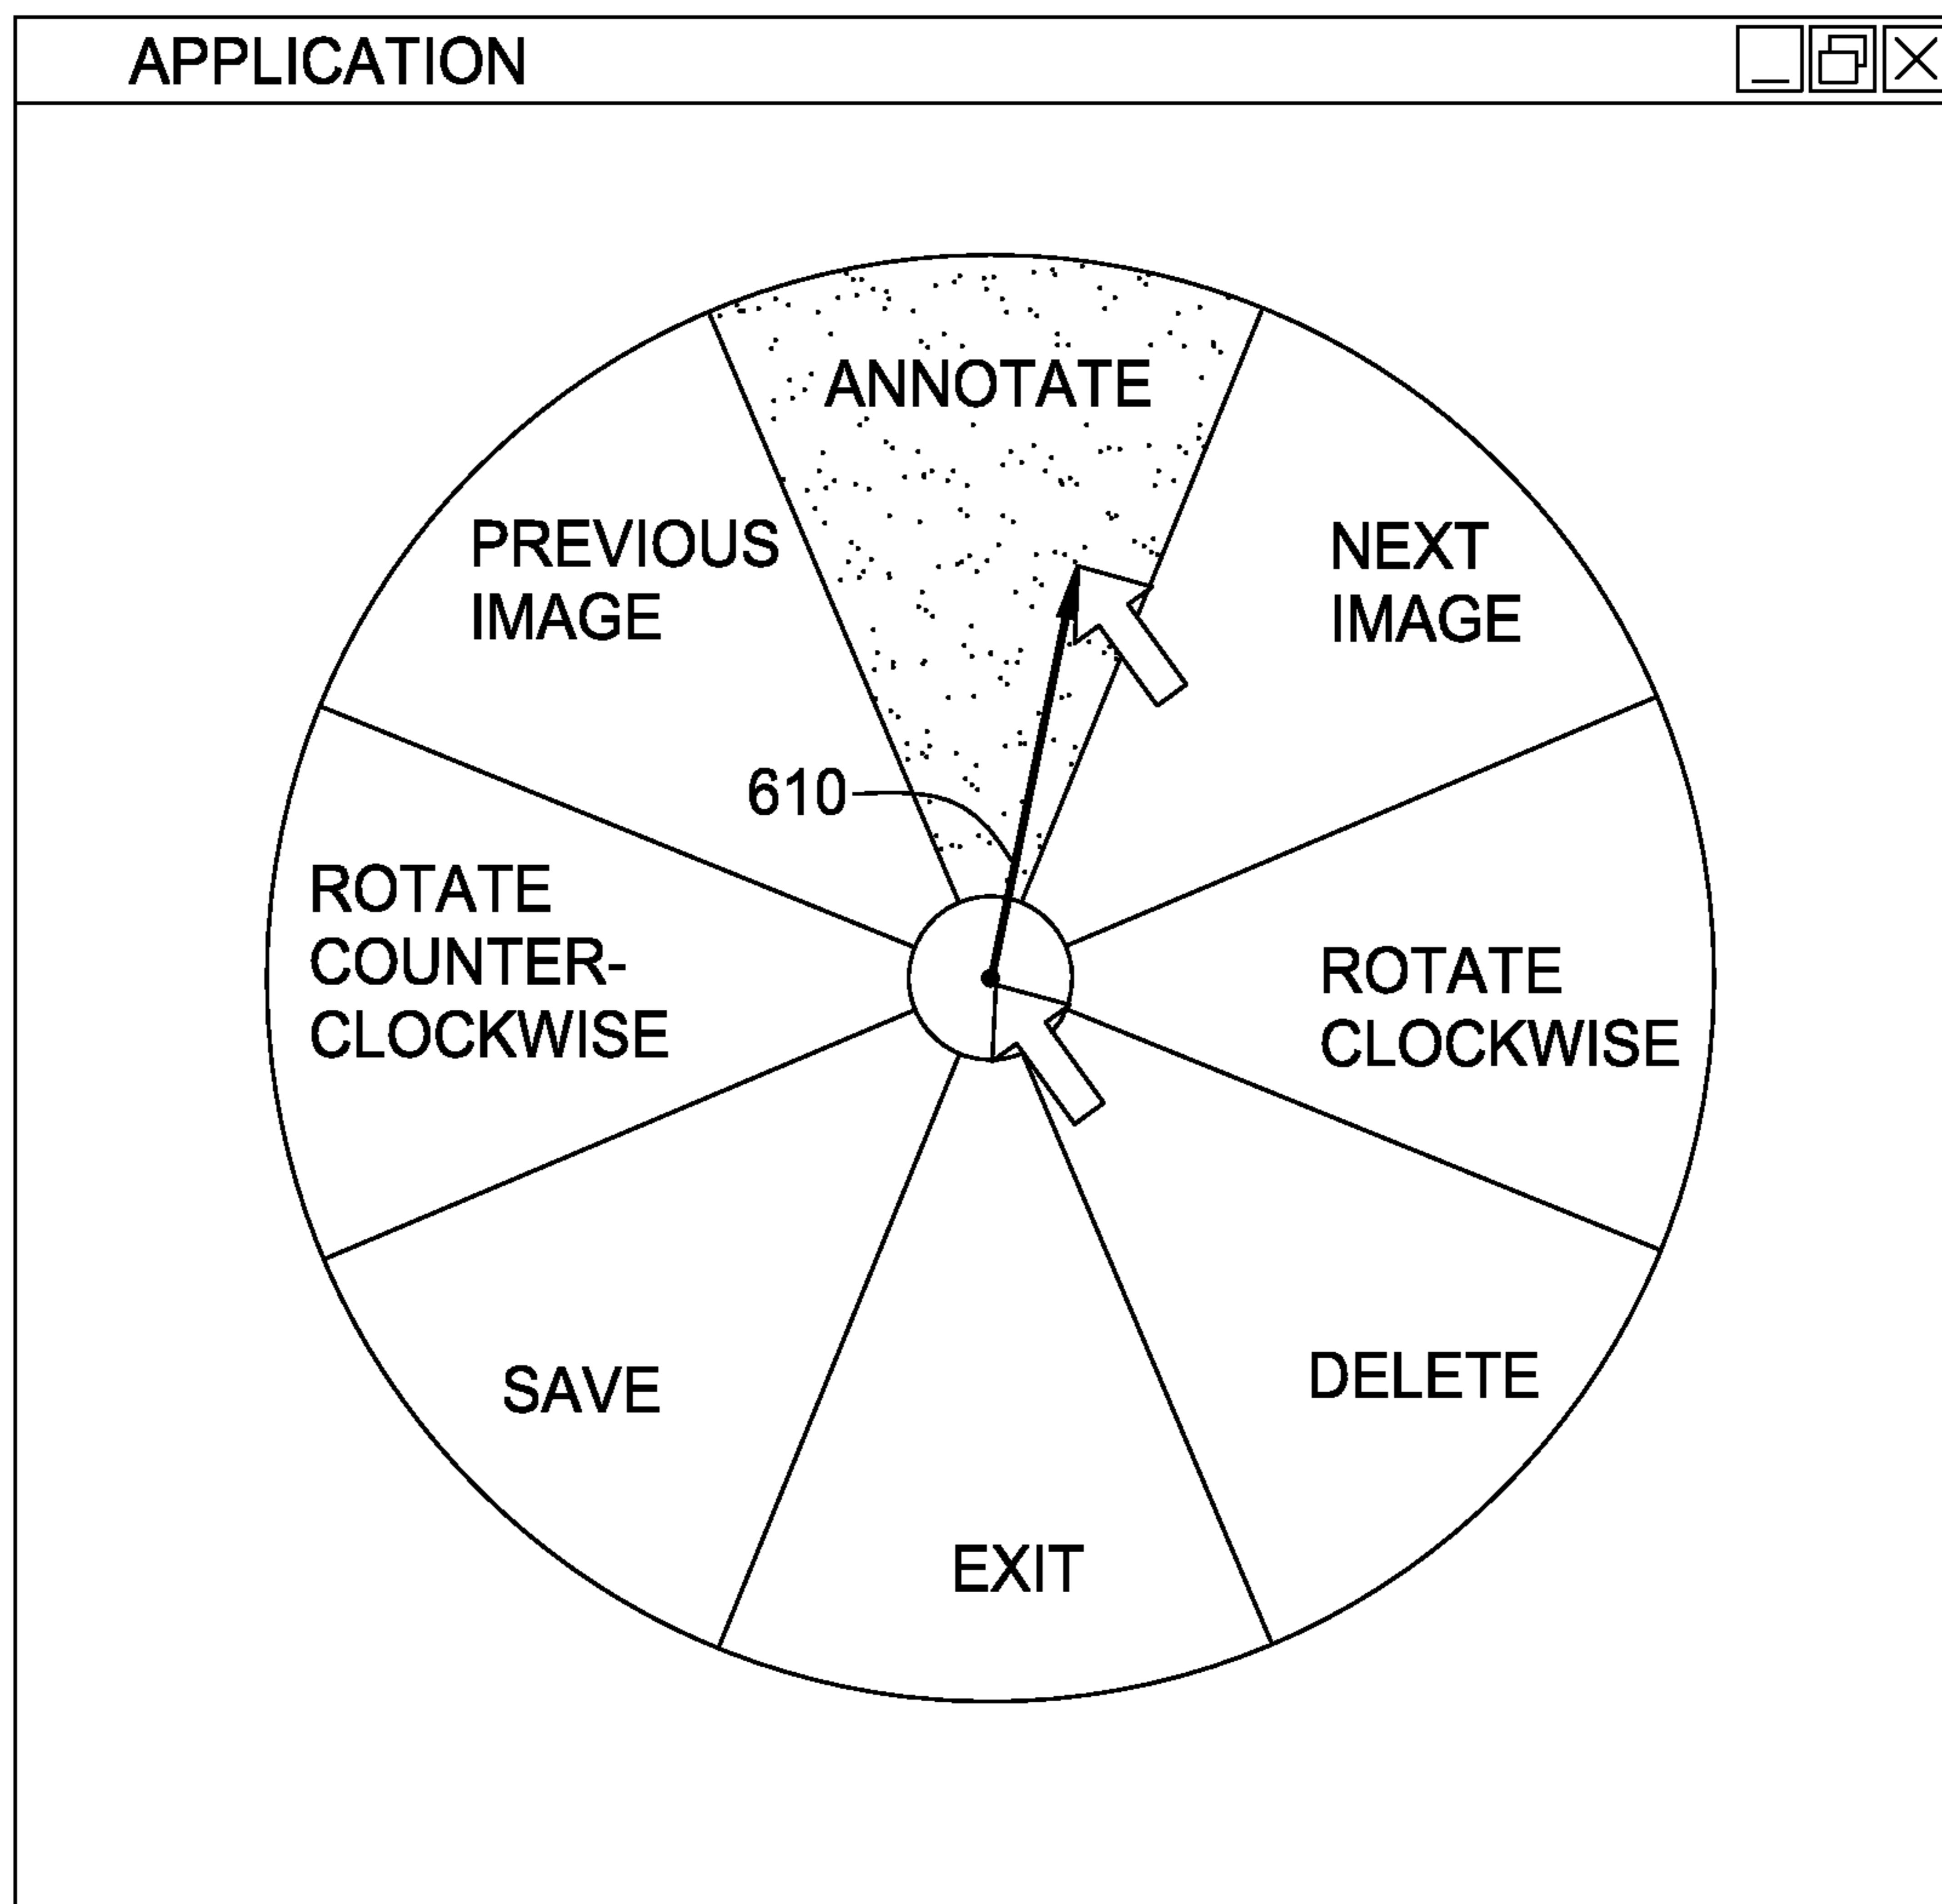 APPLICATION
ANNOTATE
PREVIOUS
IMAGE
NEXT
IMAGE
610
ROTATE
COUNTER-
CLOCKWISE
ROTATE
CLOCKWISE
SAVE
DELETE
EXIT